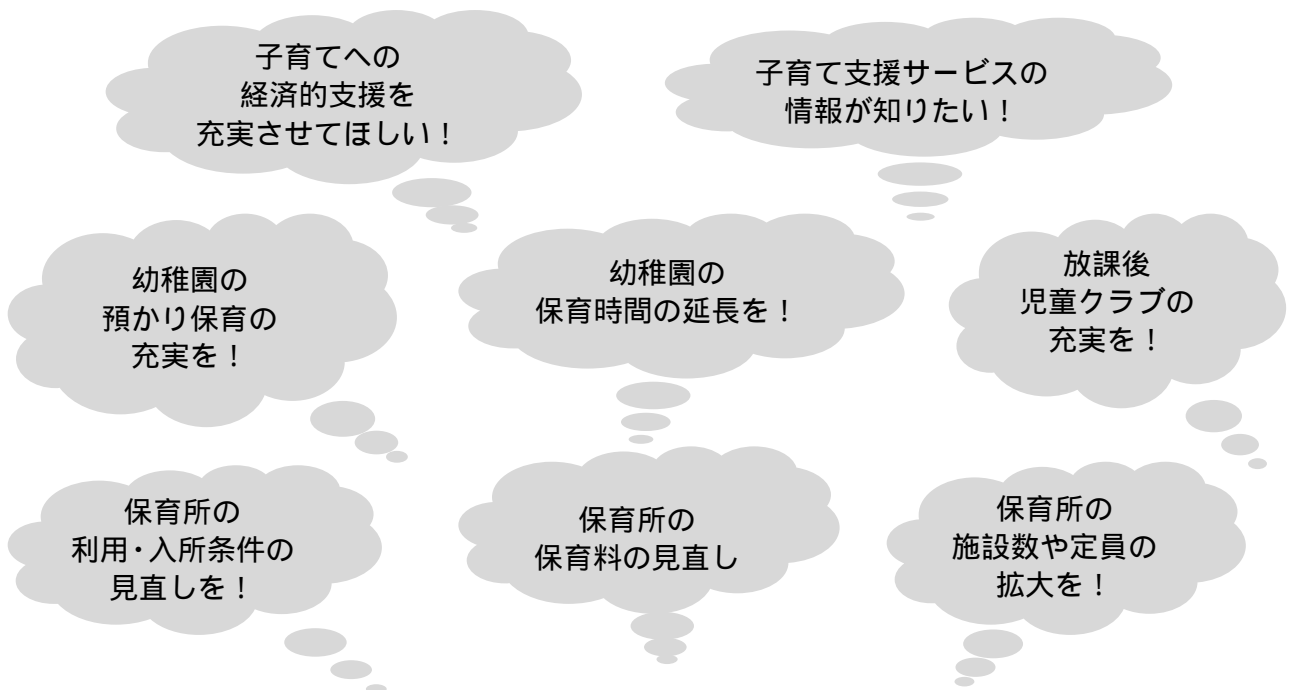 子育てへの
経済的支援を
充実させてほしい！
子育て支援サービスの
情報が知りたい！
幼稚園の
預かり保育の
充実を！
幼稚園の
保育時間の延長を！
放課後
児童クラブの
充実を！
保育所の
利用・入所条件の
見直しを！
保育所の
保育料の見直し
保育所の
施設数や定員の
拡大を！